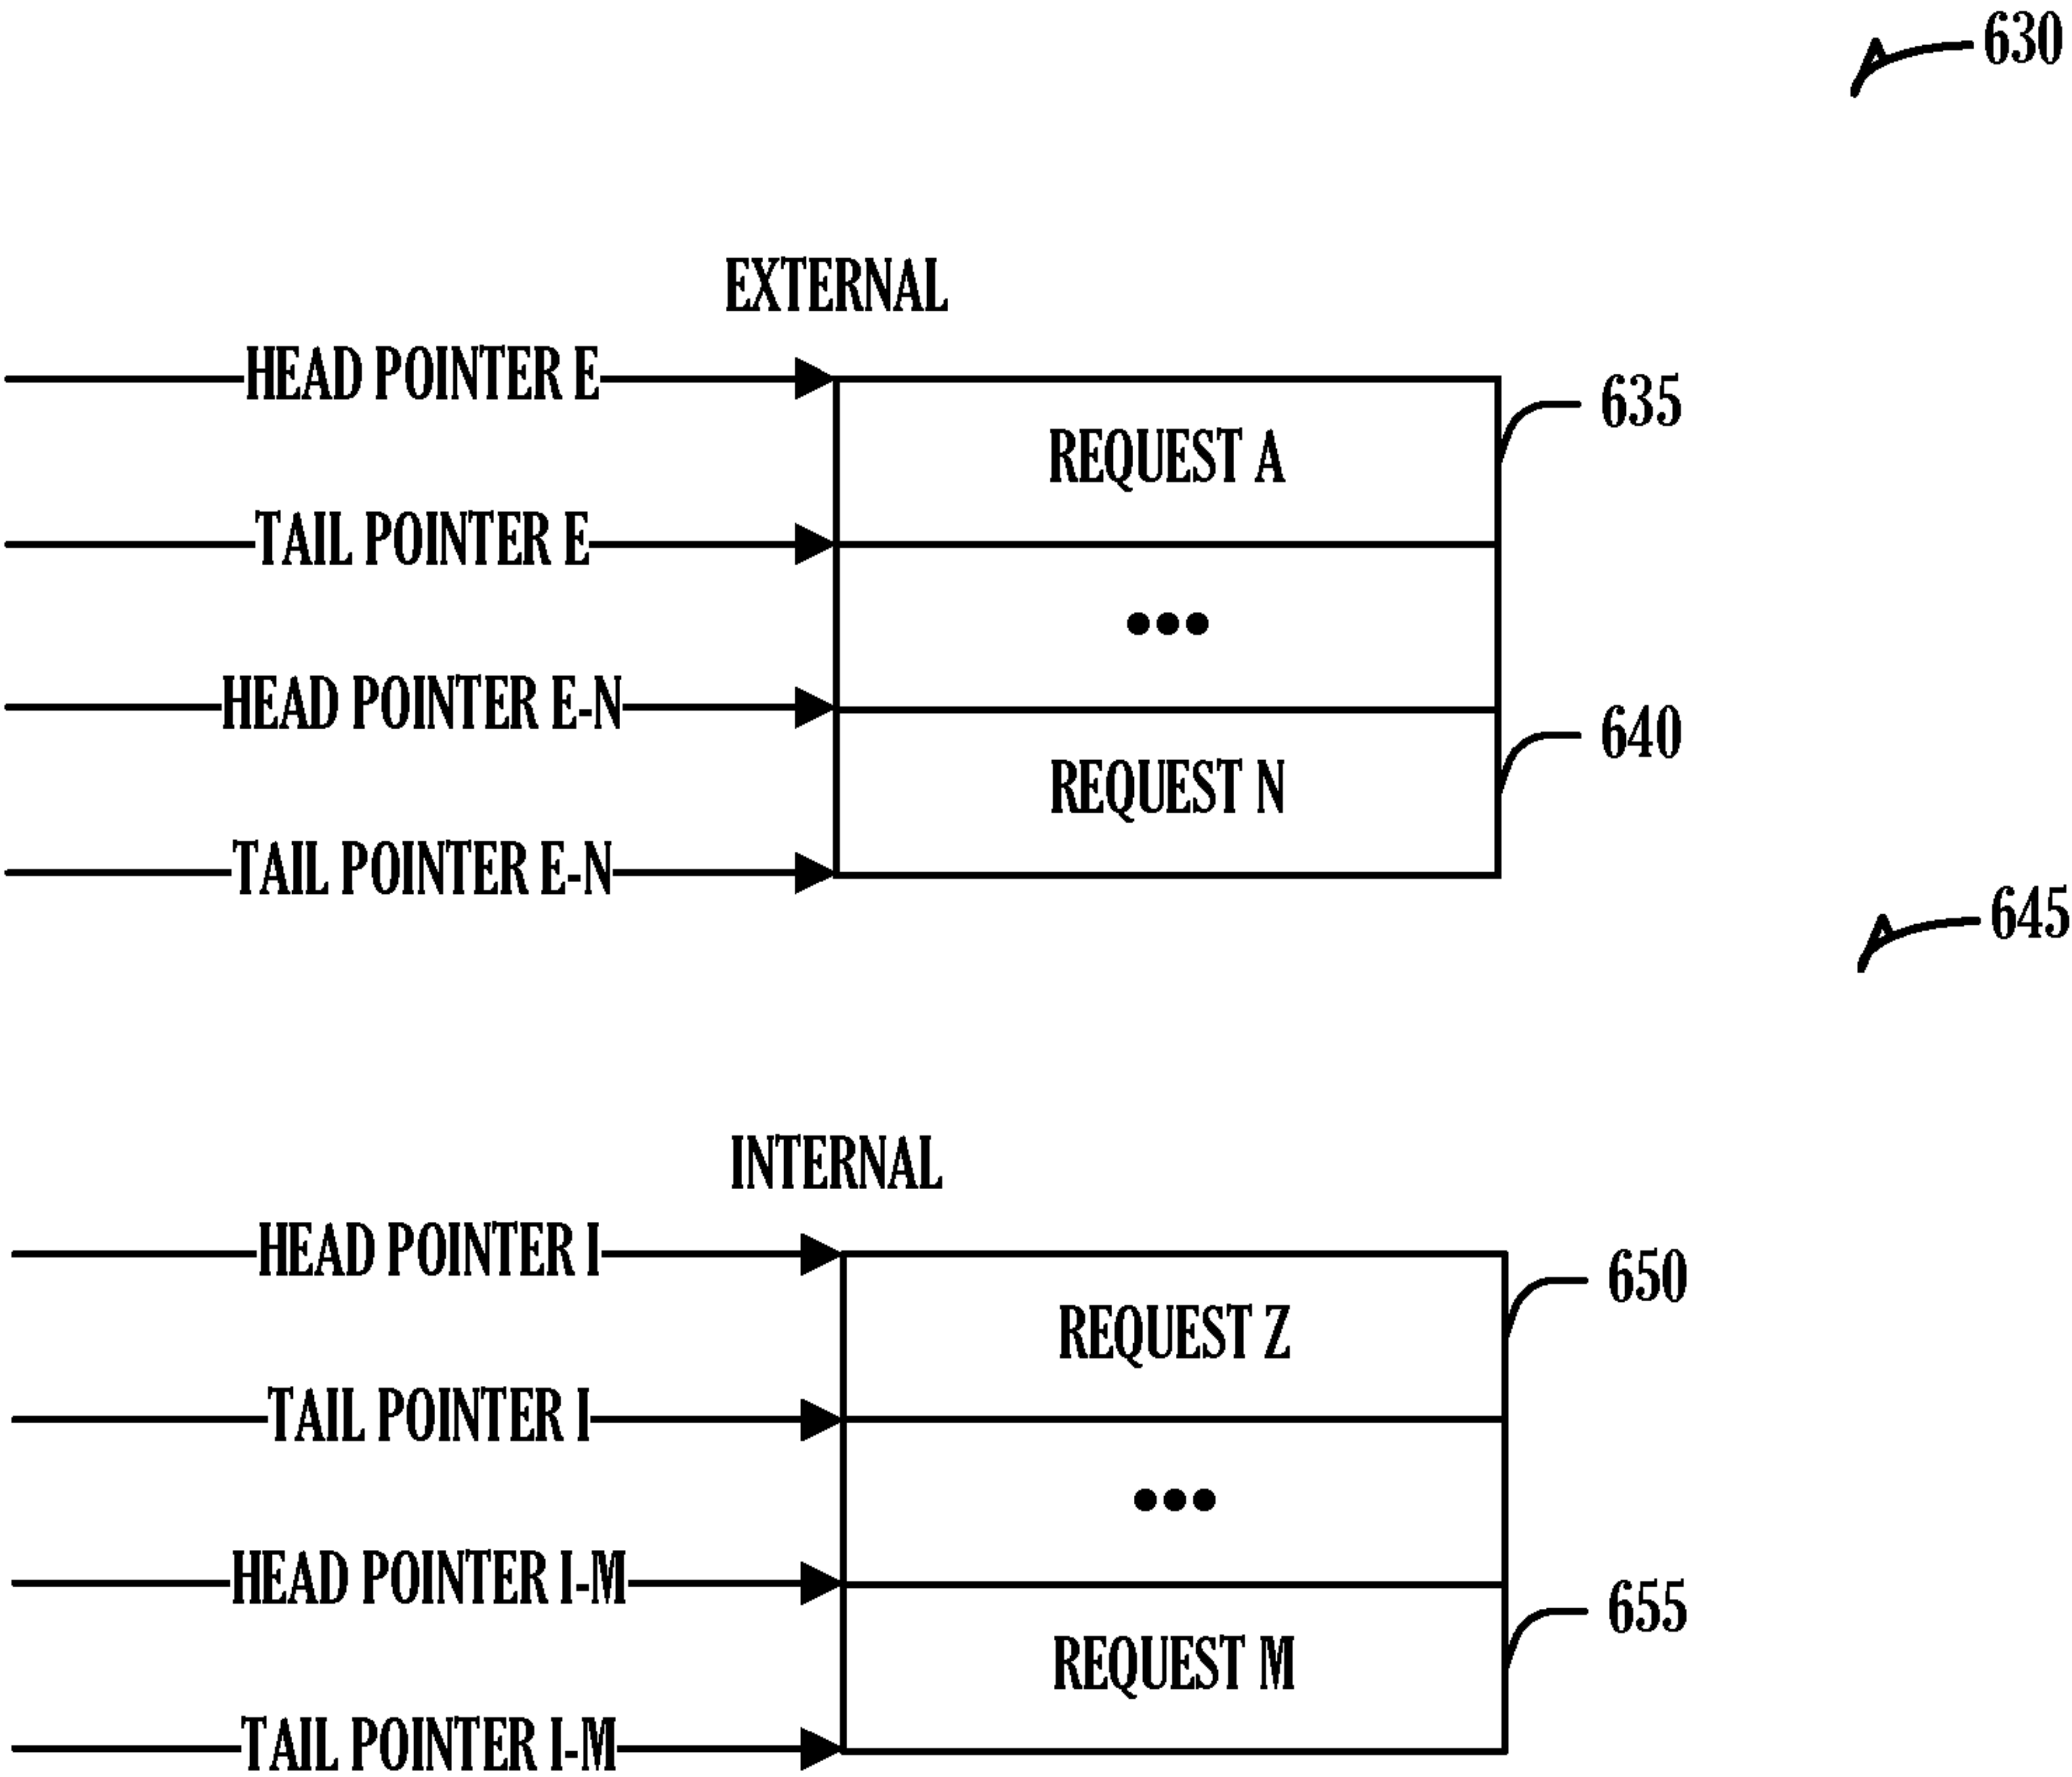 630
EXTERNAL
HEAD POINTER E
635
REQUEST A
TAIL POINTER E
HEAD POINTER E-N
640
REQUEST N
TAIL POINTER E-N
645
INTERNAL
HEAD POINTER I
650
REQUEST Z
TAIL POINTER I
HEAD POINTER I-M
655
REQUEST M
TAIL POINTER I-M